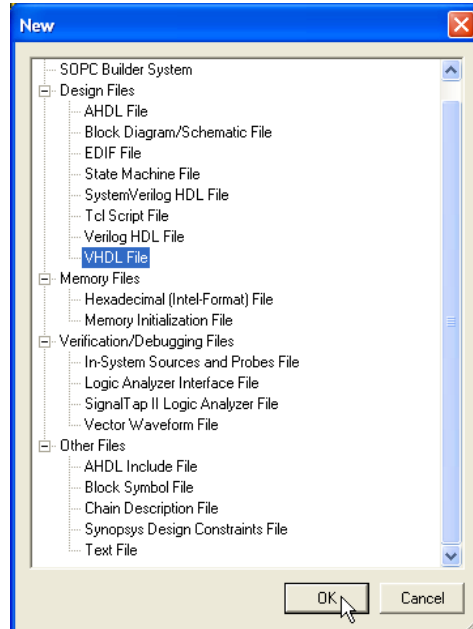 New
SOPC Builder System
Design Files
AHDL File
Block Diagram/Schematic File
EDIF File
State Machine File
SystemVerilog HDL File
Tcl Script File
Verilog HDL File
VHDL File
Memory Files
Hexadecimal (Intel-Format) File
Memory Initialization File
Verification/Debugging Files
In-System Sources and Probes File
Logic Analyzer Interface File
SignalTap II Logic Analyzer File
Vector Waveform File
Other Files
AHDL Include File
Block Symbol File
Chain Description File
Synopsys Design Constraints File
Text File
OK Cancel